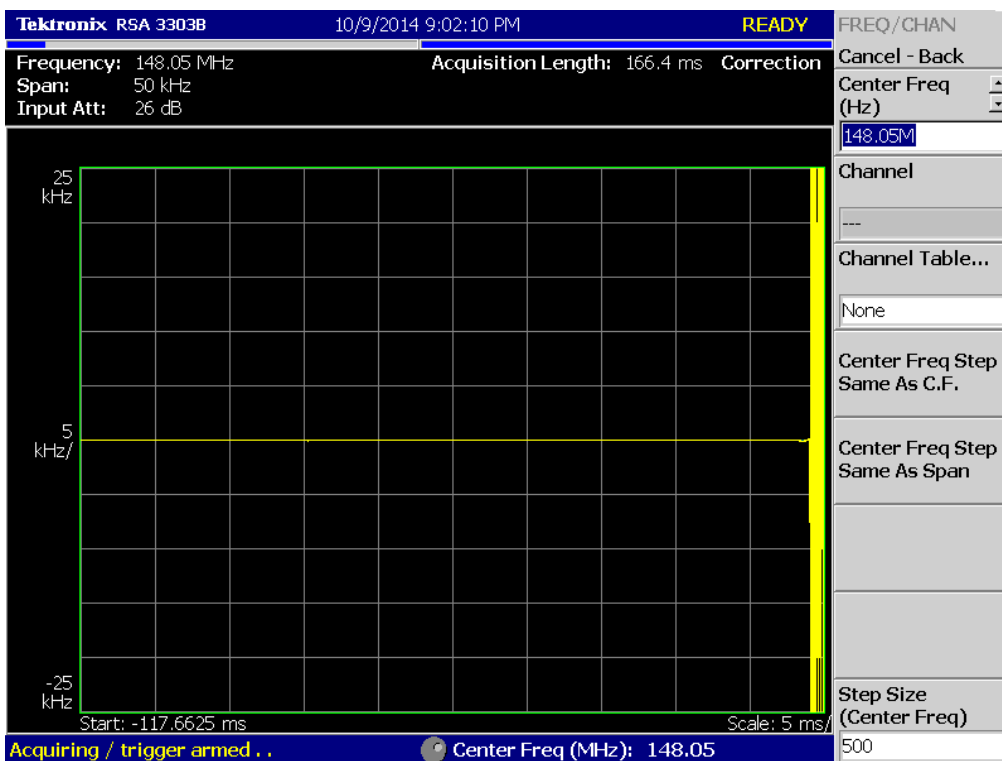 Tektronix RSA 3303B 10/9/2014 9:02:10 PM READY
Frequency: 148.05 MHz Acquisition Length: 166.4 ms Correction
Span: 50 kHz
Input Att: 26 dB
25
kHz
5
kHz/
-25
kHz
Start: -117.6625 ms Scale: 5 ms/
Acquiring / trigger armed . . Center Freq (MHz): 148.05
FREQ/CHAN
Cancel - Back
Center Freq
(Hz)
148.05M
Channel
---
Channel Table...
None
Center Freq Step
Same As C.F.
Center Freq Step
Same As Span
Step Size
(Center Freq)
500